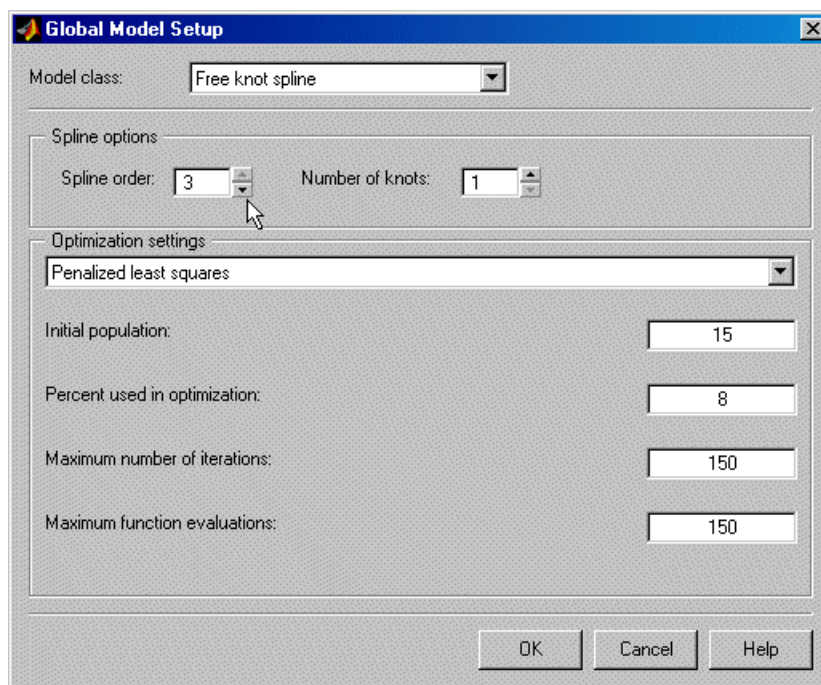 Global Model Setup
Model class: Free knot spline
Spline options
Spline order: 3 Number of knots: 1
Optimization settings
Penalized least squares
Initial population: 15
Percent used in optimization: 8
Maximum number of iterations: 150
Maximum function evaluations: 150
OK Cancel Help